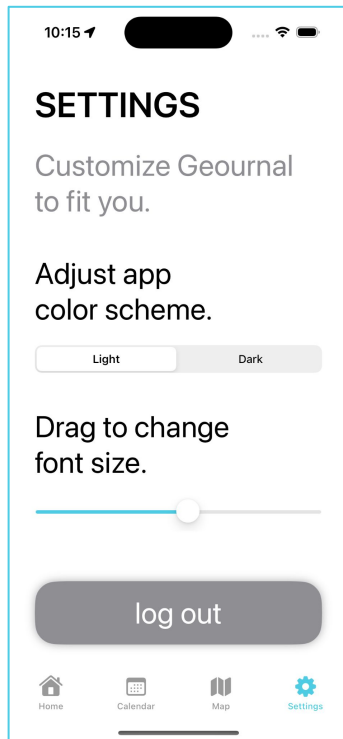 10:15
SETTINGS
Customize Geournal
to fit you.
Adjust app
color scheme.
Light Dark
Drag to change
font size.
log out
Home Calendar Map Settings